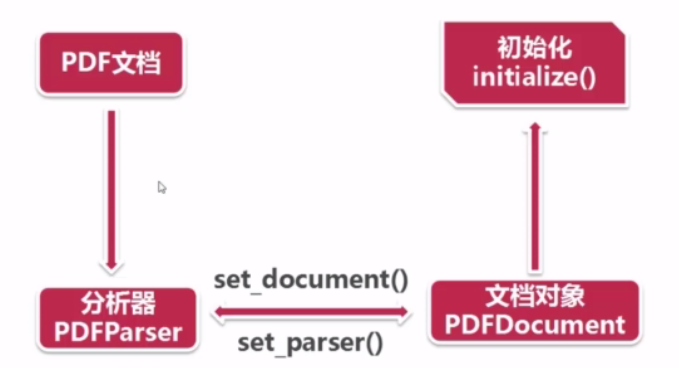 PDF文档
初始化
initialize()
set_document()
分析器
PDFParser
文档对象
PDFDocument
set_parser()